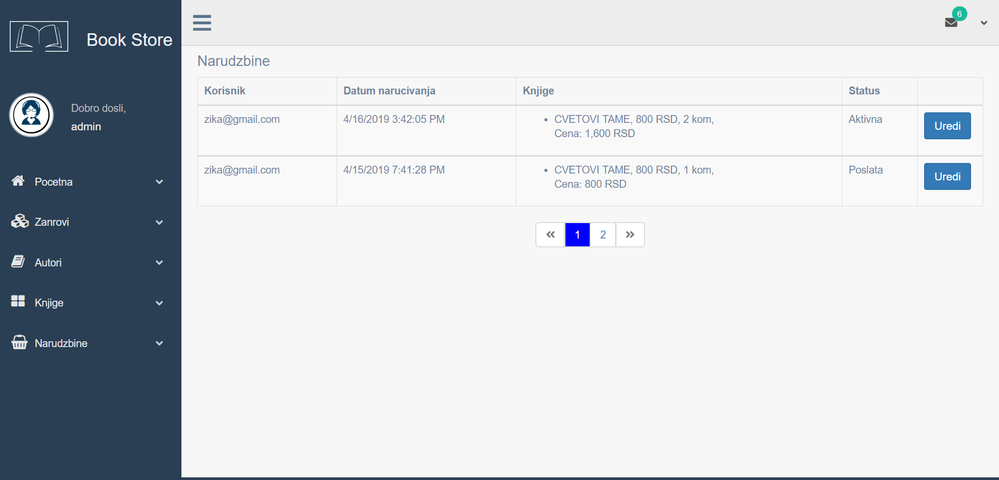 Book Store
6
Dobro dosli,
admin
Pocetna
Zanrovi
Autori
Knjige
Narudzbine
Narudzbine
Korisnik Datum narucivanja Knjige Status
zika@gmail.com 4/16/2019 3:42:05 PM • CVETOVI TAME, 800 RSD, 2 kom, Aktivna Uredi
Cena: 1,600 RSD
zika@gmail.com 4/15/2019 7:41:28 PM • CVETOVI TAME, 800 RSD, 1 kom, Poslata Uredi
Cena: 800 RSD
« 1 2 »